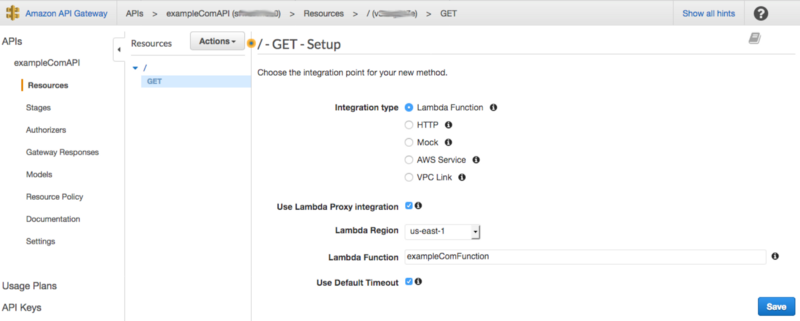 Amazon API Gateway APIs > exampleComAPI ( ) > Resources > / ( ) > GET Show all hints
APIs
exampleComAPI
Resources
Stages
Authorizers
Gateway Responses
Models
Resource Policy
Documentation
Settings
Usage Plans
API Keys
Resources Actions
/
GET
/ - GET - Setup
Choose the integration point for your new method.
Integration type Lambda Function
HTTP
Mock
AWS Service
VPC Link
Use Lambda Proxy integration
Lambda Region us-east-1
Lambda Function exampleComFunction
Use Default Timeout
Save